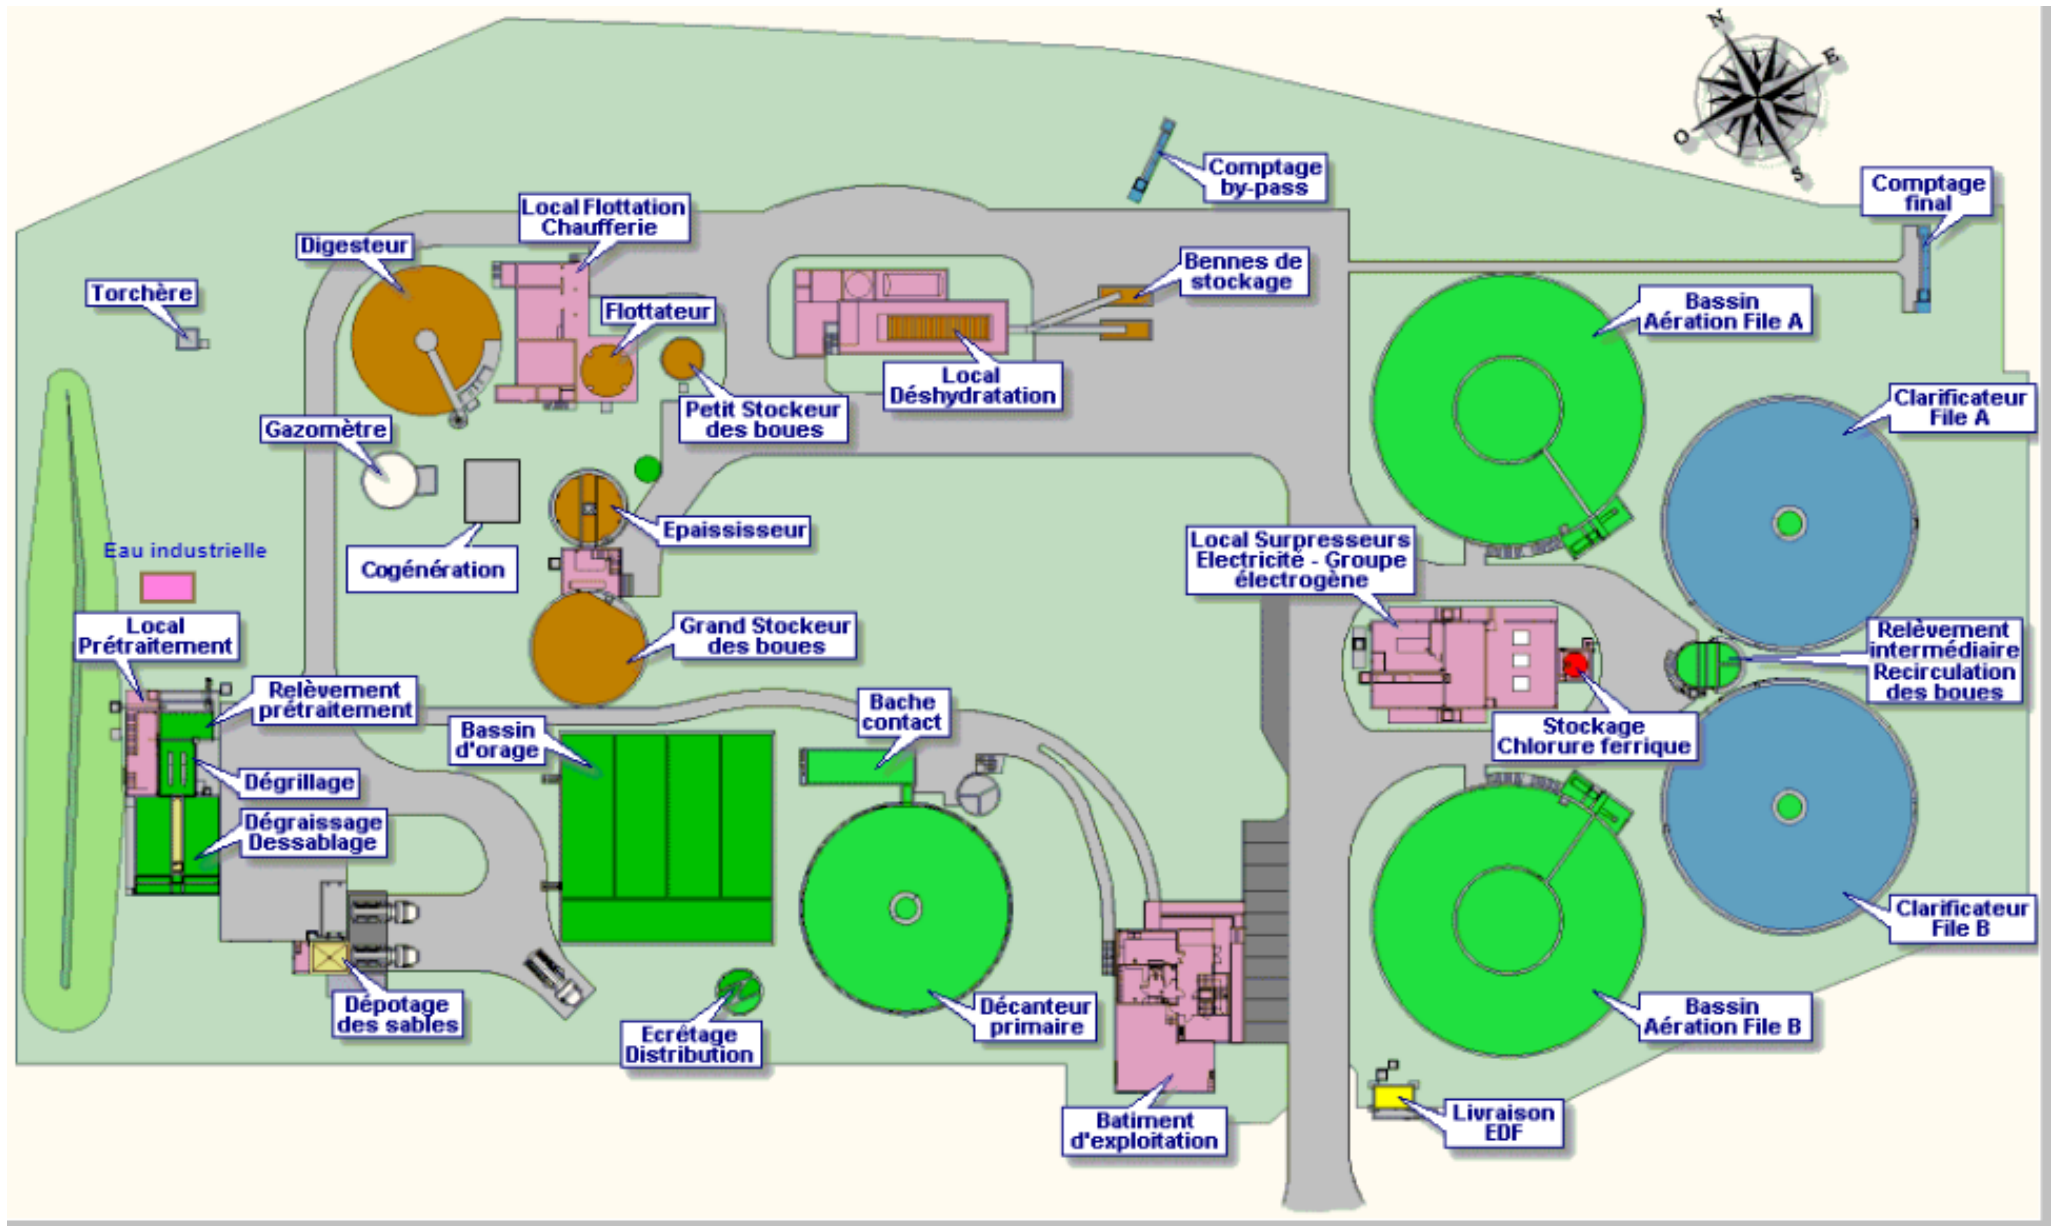 N
E
O
S
Comptage
by-pass
Comptage
final
Local Flottation
Chaufferie
Digesteur
Bennes de
stockage
Torchère
Flottateur
Bassin
Aération File A
Local
Déshydratation
Petit Stockeur
des boues
Clarificateur
File A
Gazomètre
Epaississeur
Eau industrielle
Cogénération
Local Surpresseurs
Electricité - Groupe
électrogène
Local
Prétraitement
Grand Stockeur
des boues
Relèvement
intermédiaire
Recirculation
des boues
Relèvement
prétraitement
Bache
contact
Bassin
d'orage
Stockage
Chlorure ferrique
Dégrillage
Dégraissage
Dessablage
Clarificateur
File B
Dépotage
des sables
Décanteur
primaire
Bassin
Aération File B
Ecrêtage
Distribution
Batiment
d'exploitation
Livraison
EDF